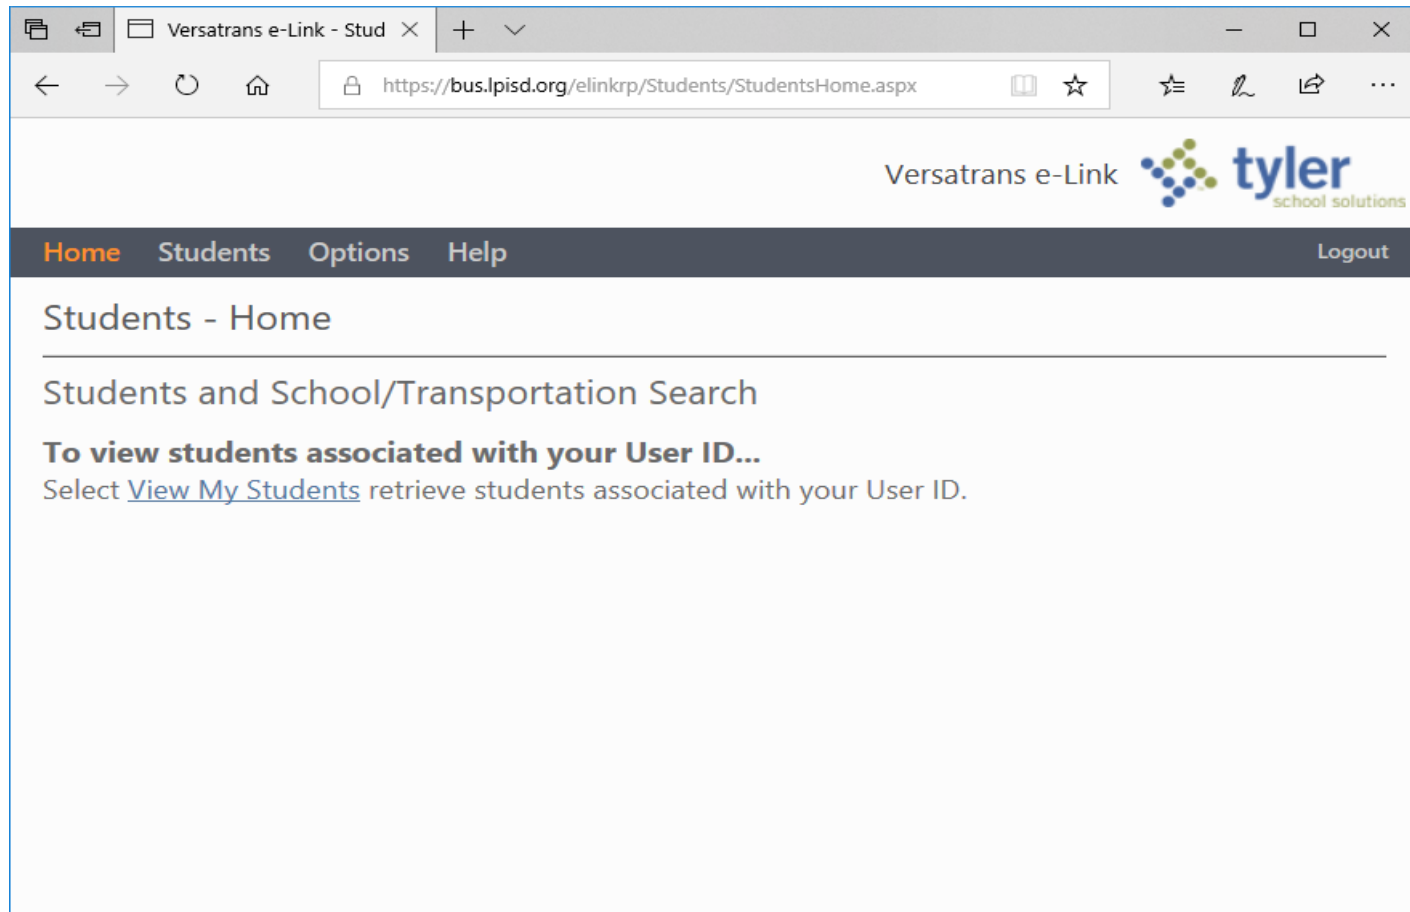 Versatrans e-Link - Stud
https://bus.lpisd.org/elinkrp/Students/StudentsHome.aspx
Versatrans e-Link tyler
school solutions
Home Students Options Help Logout
Students - Home
Students and School/Transportation Search
To view students associated with your User ID...
Select View My Students retrieve students associated with your User ID.